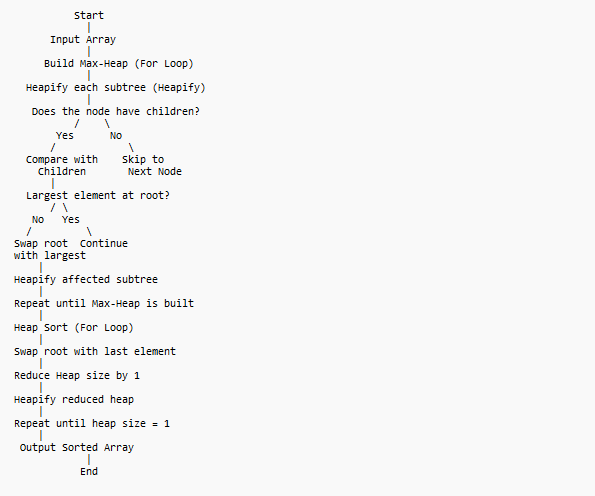 Start
|
Input Array
|
Build Max-Heap (For Loop)
|
Heapify each subtree (Heapify)
|
Does the node have children?
/ \
Yes No
/ \
Compare with Skip to
Children Next Node
|
Largest element at root?
/ \
No Yes
/ \
Swap root Continue
with largest
|
Heapify affected subtree
|
Repeat until Max-Heap is built
|
Heap Sort (For Loop)
|
Swap root with last element
|
Reduce Heap size by 1
|
Heapify reduced heap
|
Repeat until heap size = 1
|
Output Sorted Array
|
End